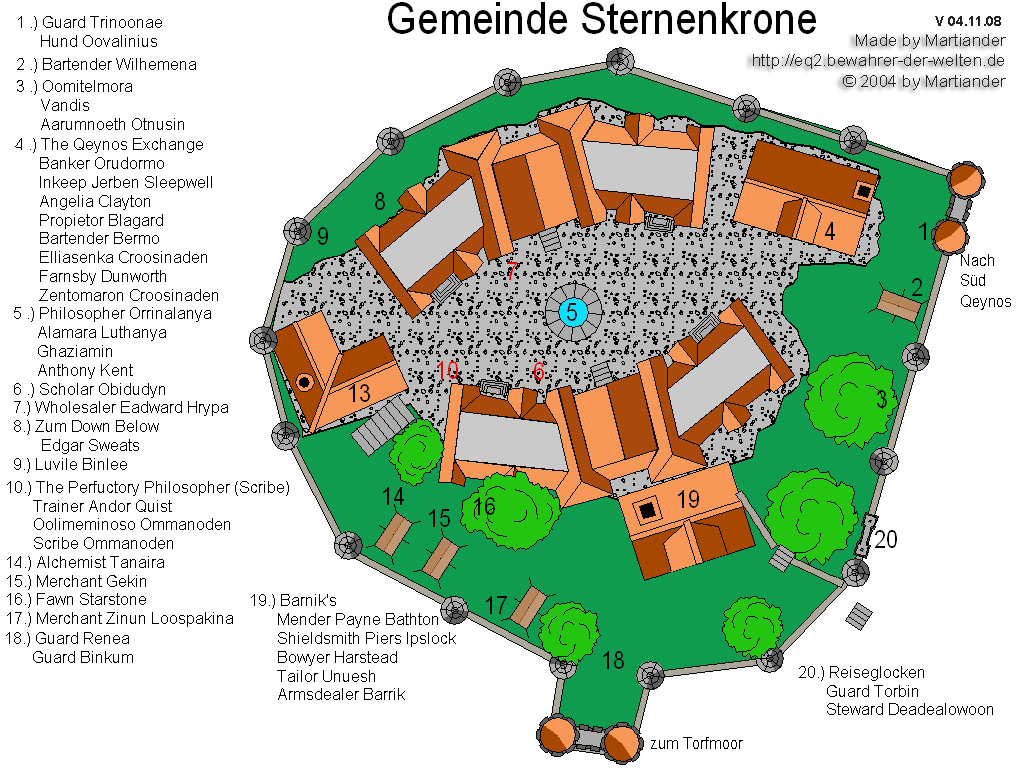 Gemeinde Sternenkrone
V 04.11.08
Made by Martiander
http://eq2.bewahrer-der-welten.de
© 2004 by Martiander
1 .) Guard Trinoonae
Hund Oovalinius
2 .) Bartender Wilhemena
3 .) Oomitelmora
Vandis
Aarumnoeth Otnusin
4 .) The Qeynos Exchange
Banker Orudormo
Inkeep Jerben Sleepwell
Angelia Clayton
Propietor Blagard
Bartender Bermo
Elliasenka Croosinaden
Farnsby Dunworth
Zentomaron Croosinaden
5 .) Philosopher Orrinalanya
Alamara Luthanya
Ghaziamin
Anthony Kent
6 .) Scholar Obidudyn
7.) Wholesaler Eadward Hrypa
8.) Zum Down Below
Edgar Sweats
9.) Luvile Binlee
10.) The Perfuctory Philosopher (Scribe)
Trainer Andor Quist
Oolimeminoso Ommanoden
Scribe Ommanoden
14.) Alchemist Tanaira
15.) Merchant Gekin
16.) Fawn Starstone
17.) Merchant Zinun Loospakina
18.) Guard Renea
Guard Binkum
19.) Barnik's
Mender Payne Bathton
Shieldsmith Piers Ipslock
Bowyer Harstead
Tailor Unuesh
Armsdealer Barrik
20.) Reiseglocken
Guard Torbin
Steward Deadealowoon
8
9
4
1
Nach
Süd
Qeynos
7
2
5
10
6
13
3
14
15
16
19
20
17
18
zum Torfmoor